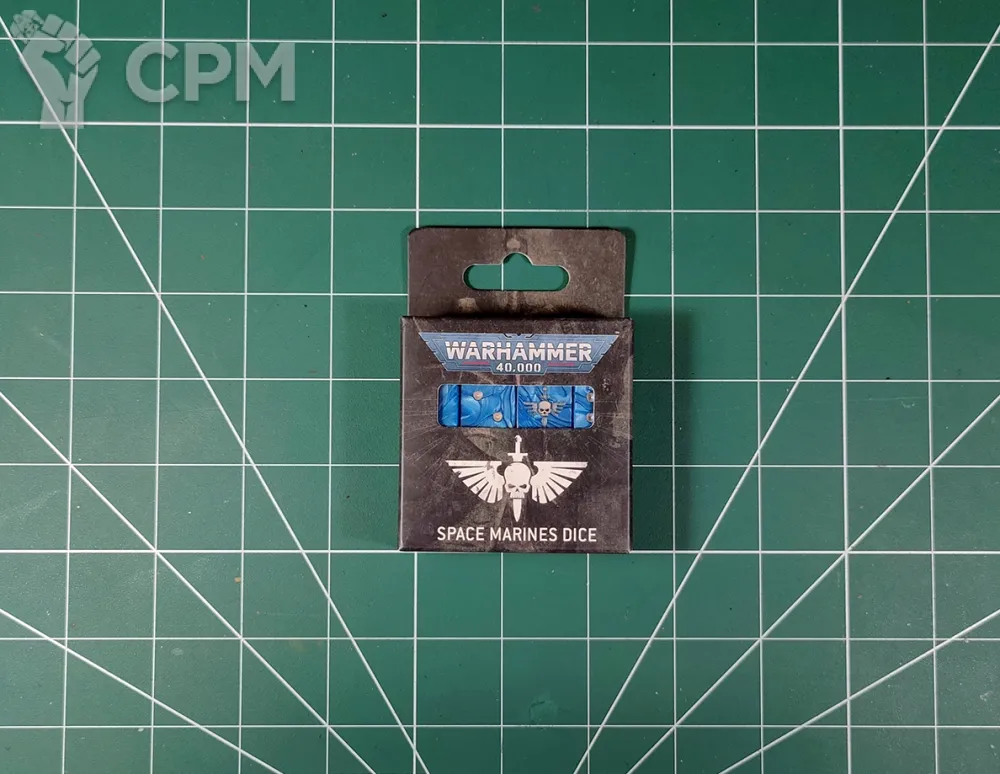 CPM
WARHAMMER
40,000
SPACE MARINES DICE